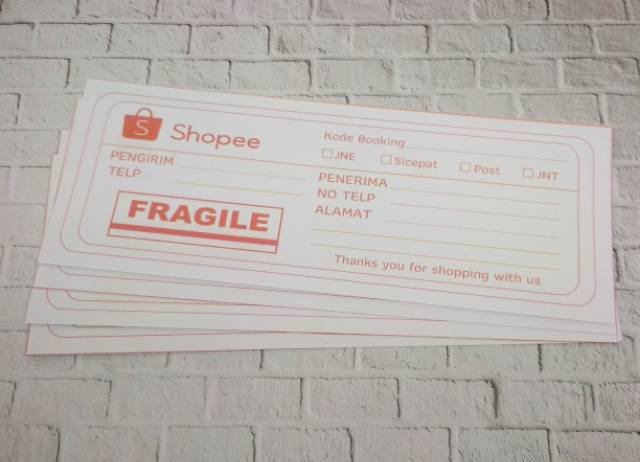 S Shopee
Kode Booking
JNE Sicepat Post JNT
PENGIRIM
TELP
FRAGILE
PENERIMA
NO TELP
ALAMAT
Thanks you for shopping with us